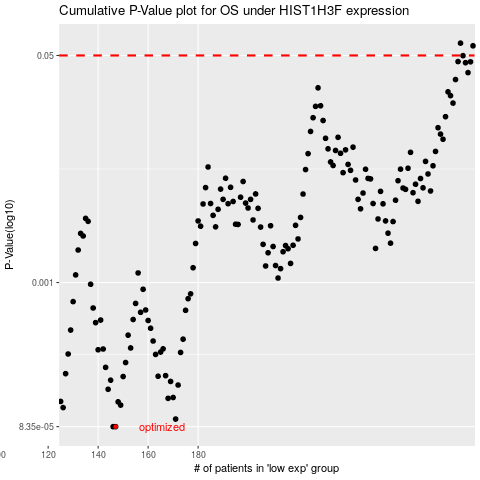 Cumulative P-Value plot for OS under HIST1H3F expression
P-Value(log10)
0.05
0.001
8.35e-05
optimized
00 120 140 160 180
# of patients in 'low exp' group